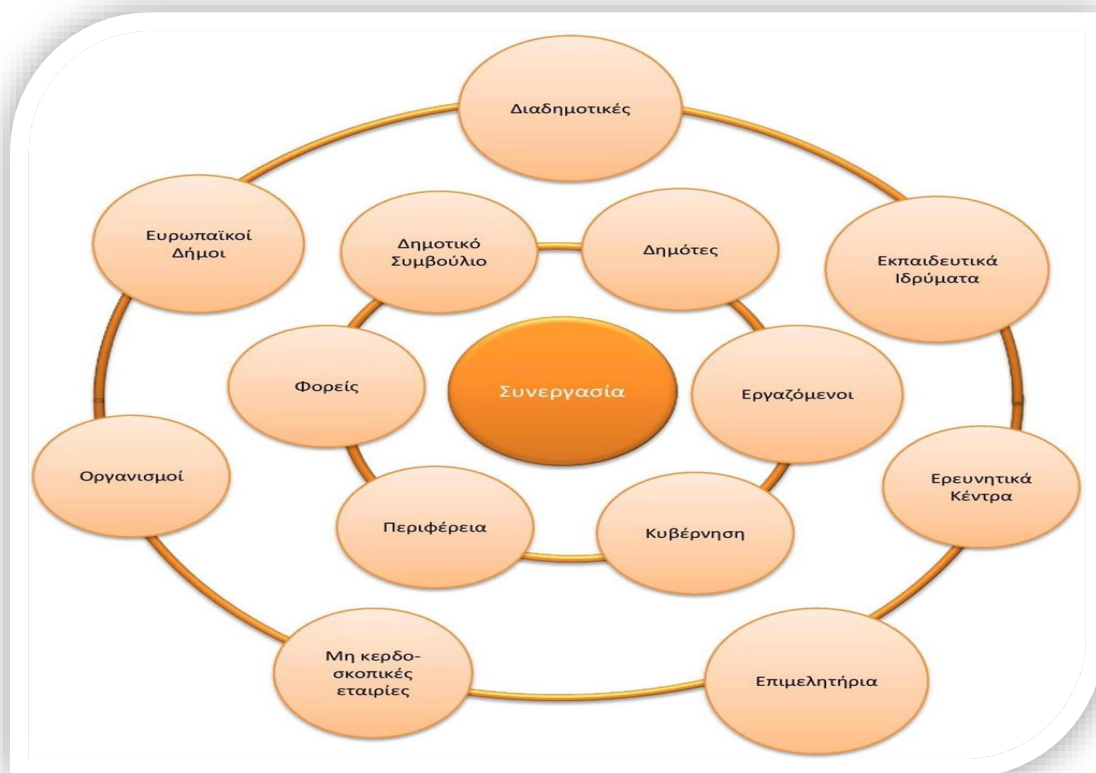 Διαδημοτικές
Ευρωπαϊκοί
Δήμοι
Δημοτικό
Συμβούλιο
Δημότες
Εκπαιδευτικά
Ιδρύματα
Φορείς
Συνεργασία
Εργαζόμενοι
Οργανισμοί
Ερευνητικά
Κέντρα
Περιφέρεια
Κυβέρνηση
Μη κερδο-
σκοπικές
εταιρίες
Επιμελητήρια